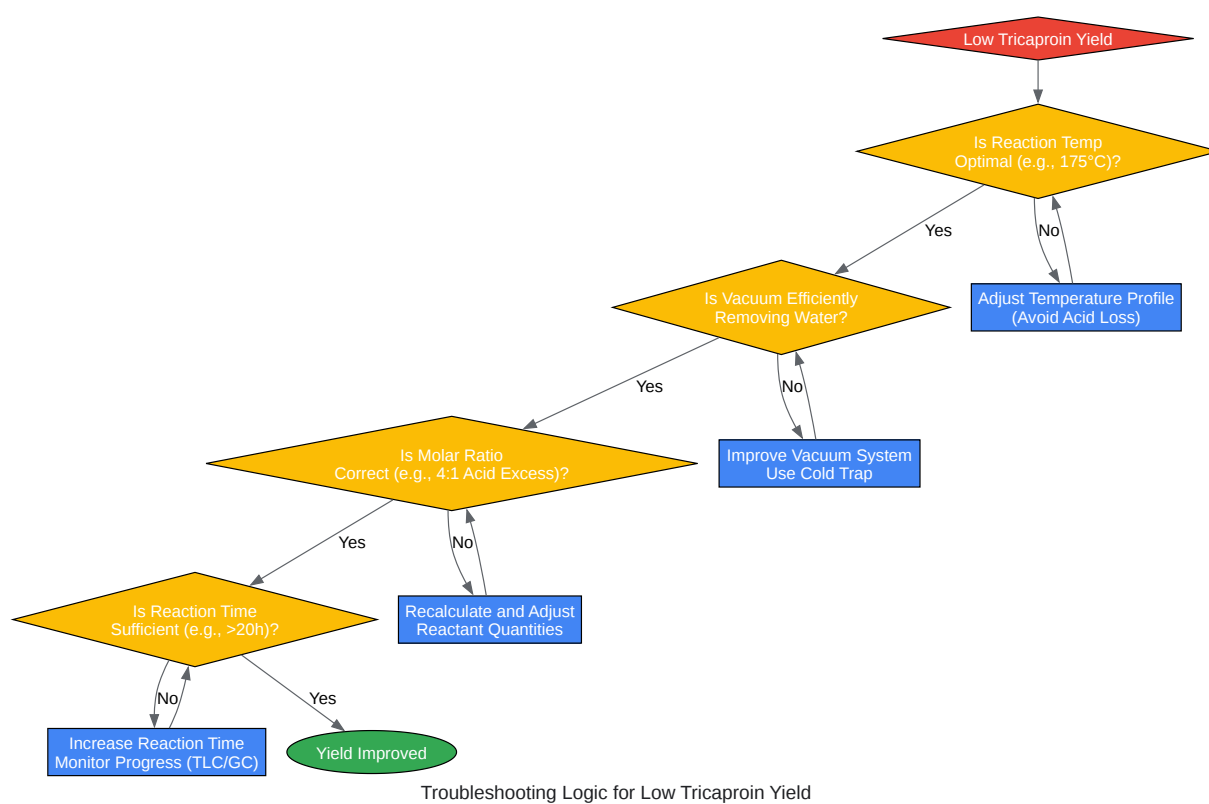 Low Tricaproin Yield
Is Reaction Temp
Optimal (e.g., 175°C)?
Yes
No
Adjust Temperature Profile
(Avoid Acid Loss)
Is Vacuum Efficiently
Removing Water?
Yes
No
Improve Vacuum System
Use Cold Trap
Is Molar Ratio
Correct (e.g., 4:1 Acid Excess)?
Yes
No
Recalculate and Adjust
Reactant Quantities
Is Reaction Time
Sufficient (e.g., >20h)?
No
Yes
Increase Reaction Time
Monitor Progress (TLC/GC)
Yield Improved
Troubleshooting Logic for Low Tricaproin Yield